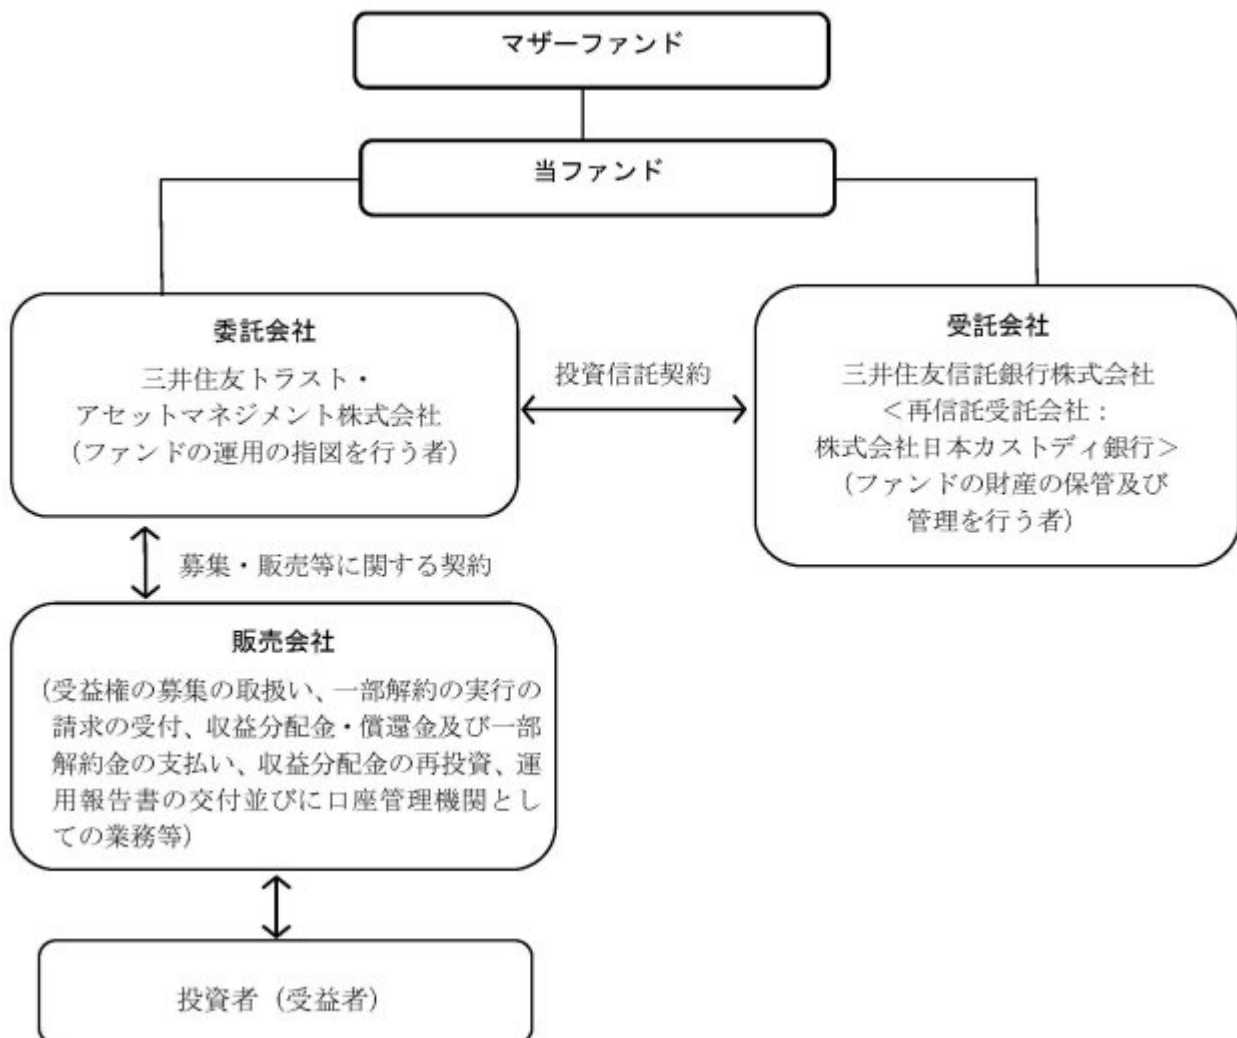 マザーファンド
当ファンド
委託会社
三井住友トラスト・
アセットマネジメント株式会社
(ファンドの運用の指図を行う者)
投資信託契約
受託会社
三井住友信託銀行株式会社
<再信託受託会社:
株式会社日本カストディ銀行>
(ファンドの財産の保管及び
管理を行う者)
募集・販売等に関する契約
販売会社
(受益権の募集の取扱い、一部解約の実行の
請求の受付、収益分配金・償還金及び一部
解約金の支払い、収益分配金の再投資、運
用報告書の交付並びに口座管理機関とし
ての業務等)
投資者(受益者)